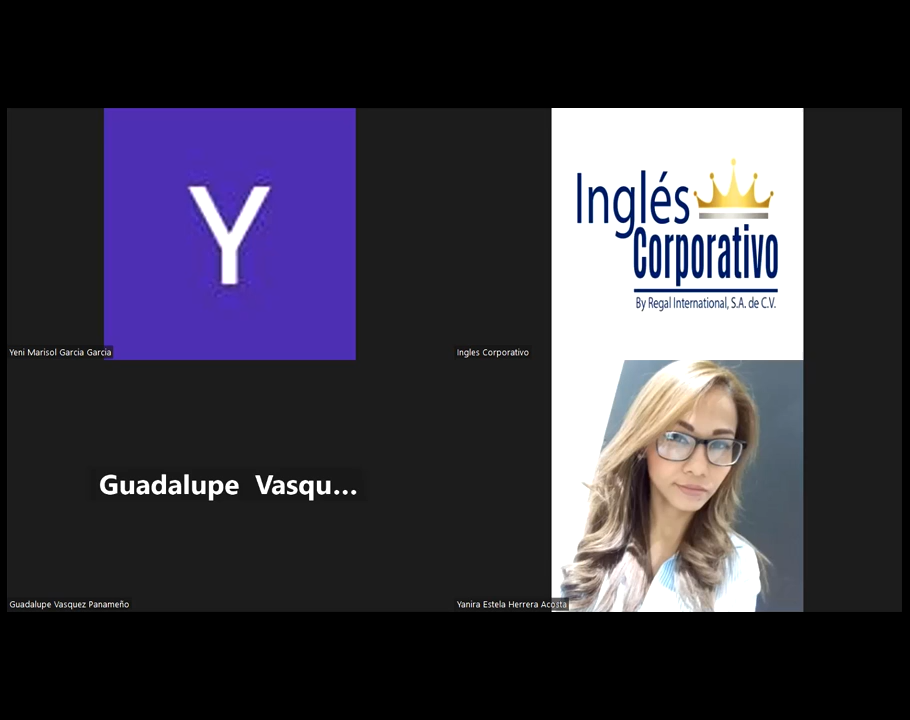 Y
Inglés
Corporativo
By Regal International, S.A. de C.V.
Yeni Marisol Garcia Garcia
Ingles Corporativo
Guadalupe Vasqu...
Guadalupe Vasquez Panameño
Yanira Estela Herrera Acosta